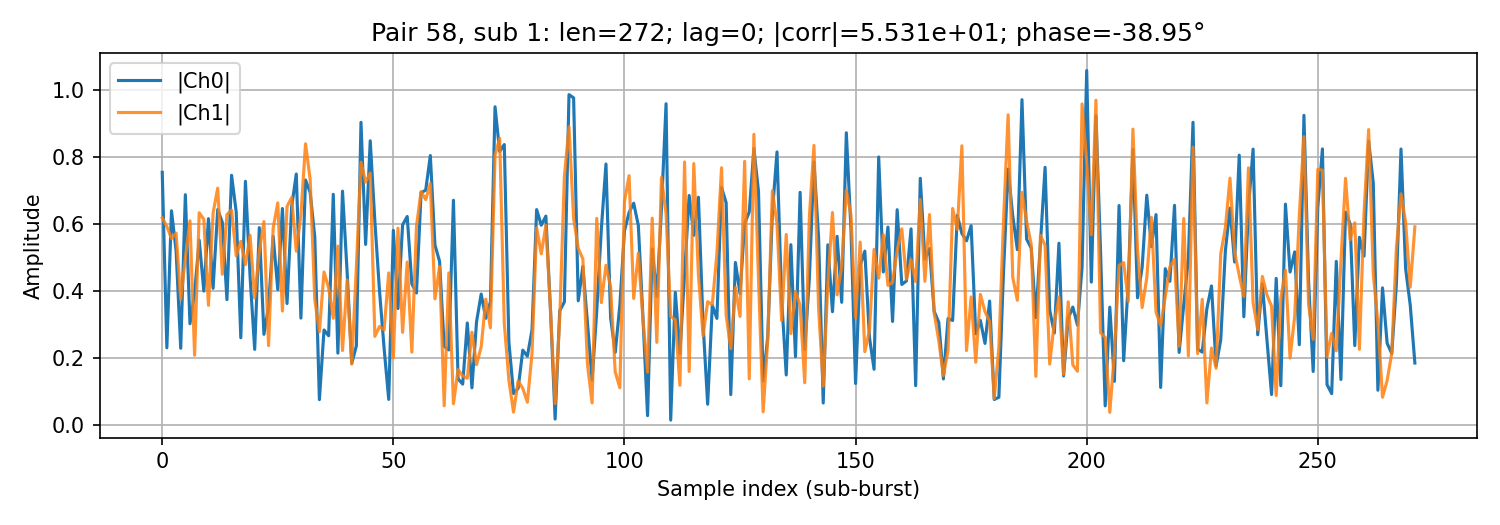 Pair 58, sub 1: len=272; lag=0; |corr|=5.531e+01; phase=-38.95°
|Ch0|
|Ch1|
Amplitude
1.0
0.8
0.6
0.4
0.2
0.0
0 50 100 150 200 250
Sample index (sub-burst)